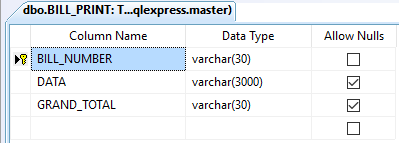 dbo.BILL_PRINT: T...qlexpress.master)
Column Name Data Type Allow Nulls
BILL_NUMBER varchar(30)
DATA varchar(3000)
GRAND_TOTAL varchar(30)